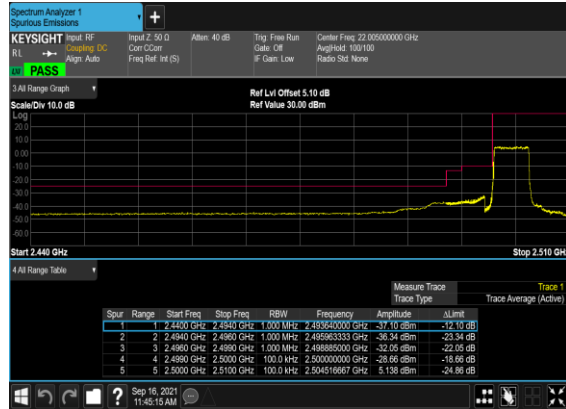 Spectrum Analyzer 1
Spurious Emissions
+
KEYSIGHT Input: RF Input Z: 50 Ω Atten: 40 dB Trig: Free Run Center Freq: 22.005000000 GHz
RL Coupling: DC Corr CCorr Gate: Off Avg|Hold: 100/100
Align: Auto Freq Ref: Int (S) IF Gain: Low Radio Std: None
PASS
3 All Range Graph
Ref Lvl Offset 5.10 dB
Scale/Div 10.0 dB Ref Value 30.00 dBm
Log
20.0
10.0
0.00
-10.0
-20.0
-30.0
-40.0
-50.0
-60.0
Start 2.440 GHz Stop 2.510 GH
4 All Range Table
Measure Trace Trace 1
Trace Type Trace Average (Active)
Spur Range Start Freq Stop Freq RBW Frequency Amplitude ΔLimit
1 1 2.4400 GHz 2.4940 GHz 1.000 MHz 2.493640000 GHz -37.10 dBm -12.10 dB
2 2 2.4940 GHz 2.4960 GHz 1.000 MHz 2.495963333 GHz -36.34 dBm -23.34 dB
3 3 2.4960 GHz 2.4990 GHz 1.000 MHz 2.498885000 GHz -32.05 dBm -22.05 dB
4 4 2.4990 GHz 2.5000 GHz 100.0 kHz 2.500000000 GHz -28.66 dBm -18.66 dB
5 5 2.5000 GHz 2.5100 GHz 100.0 kHz 2.504516667 GHz 5.138 dBm -24.86 dB
? Sep 16, 2021
11:45:15 AM